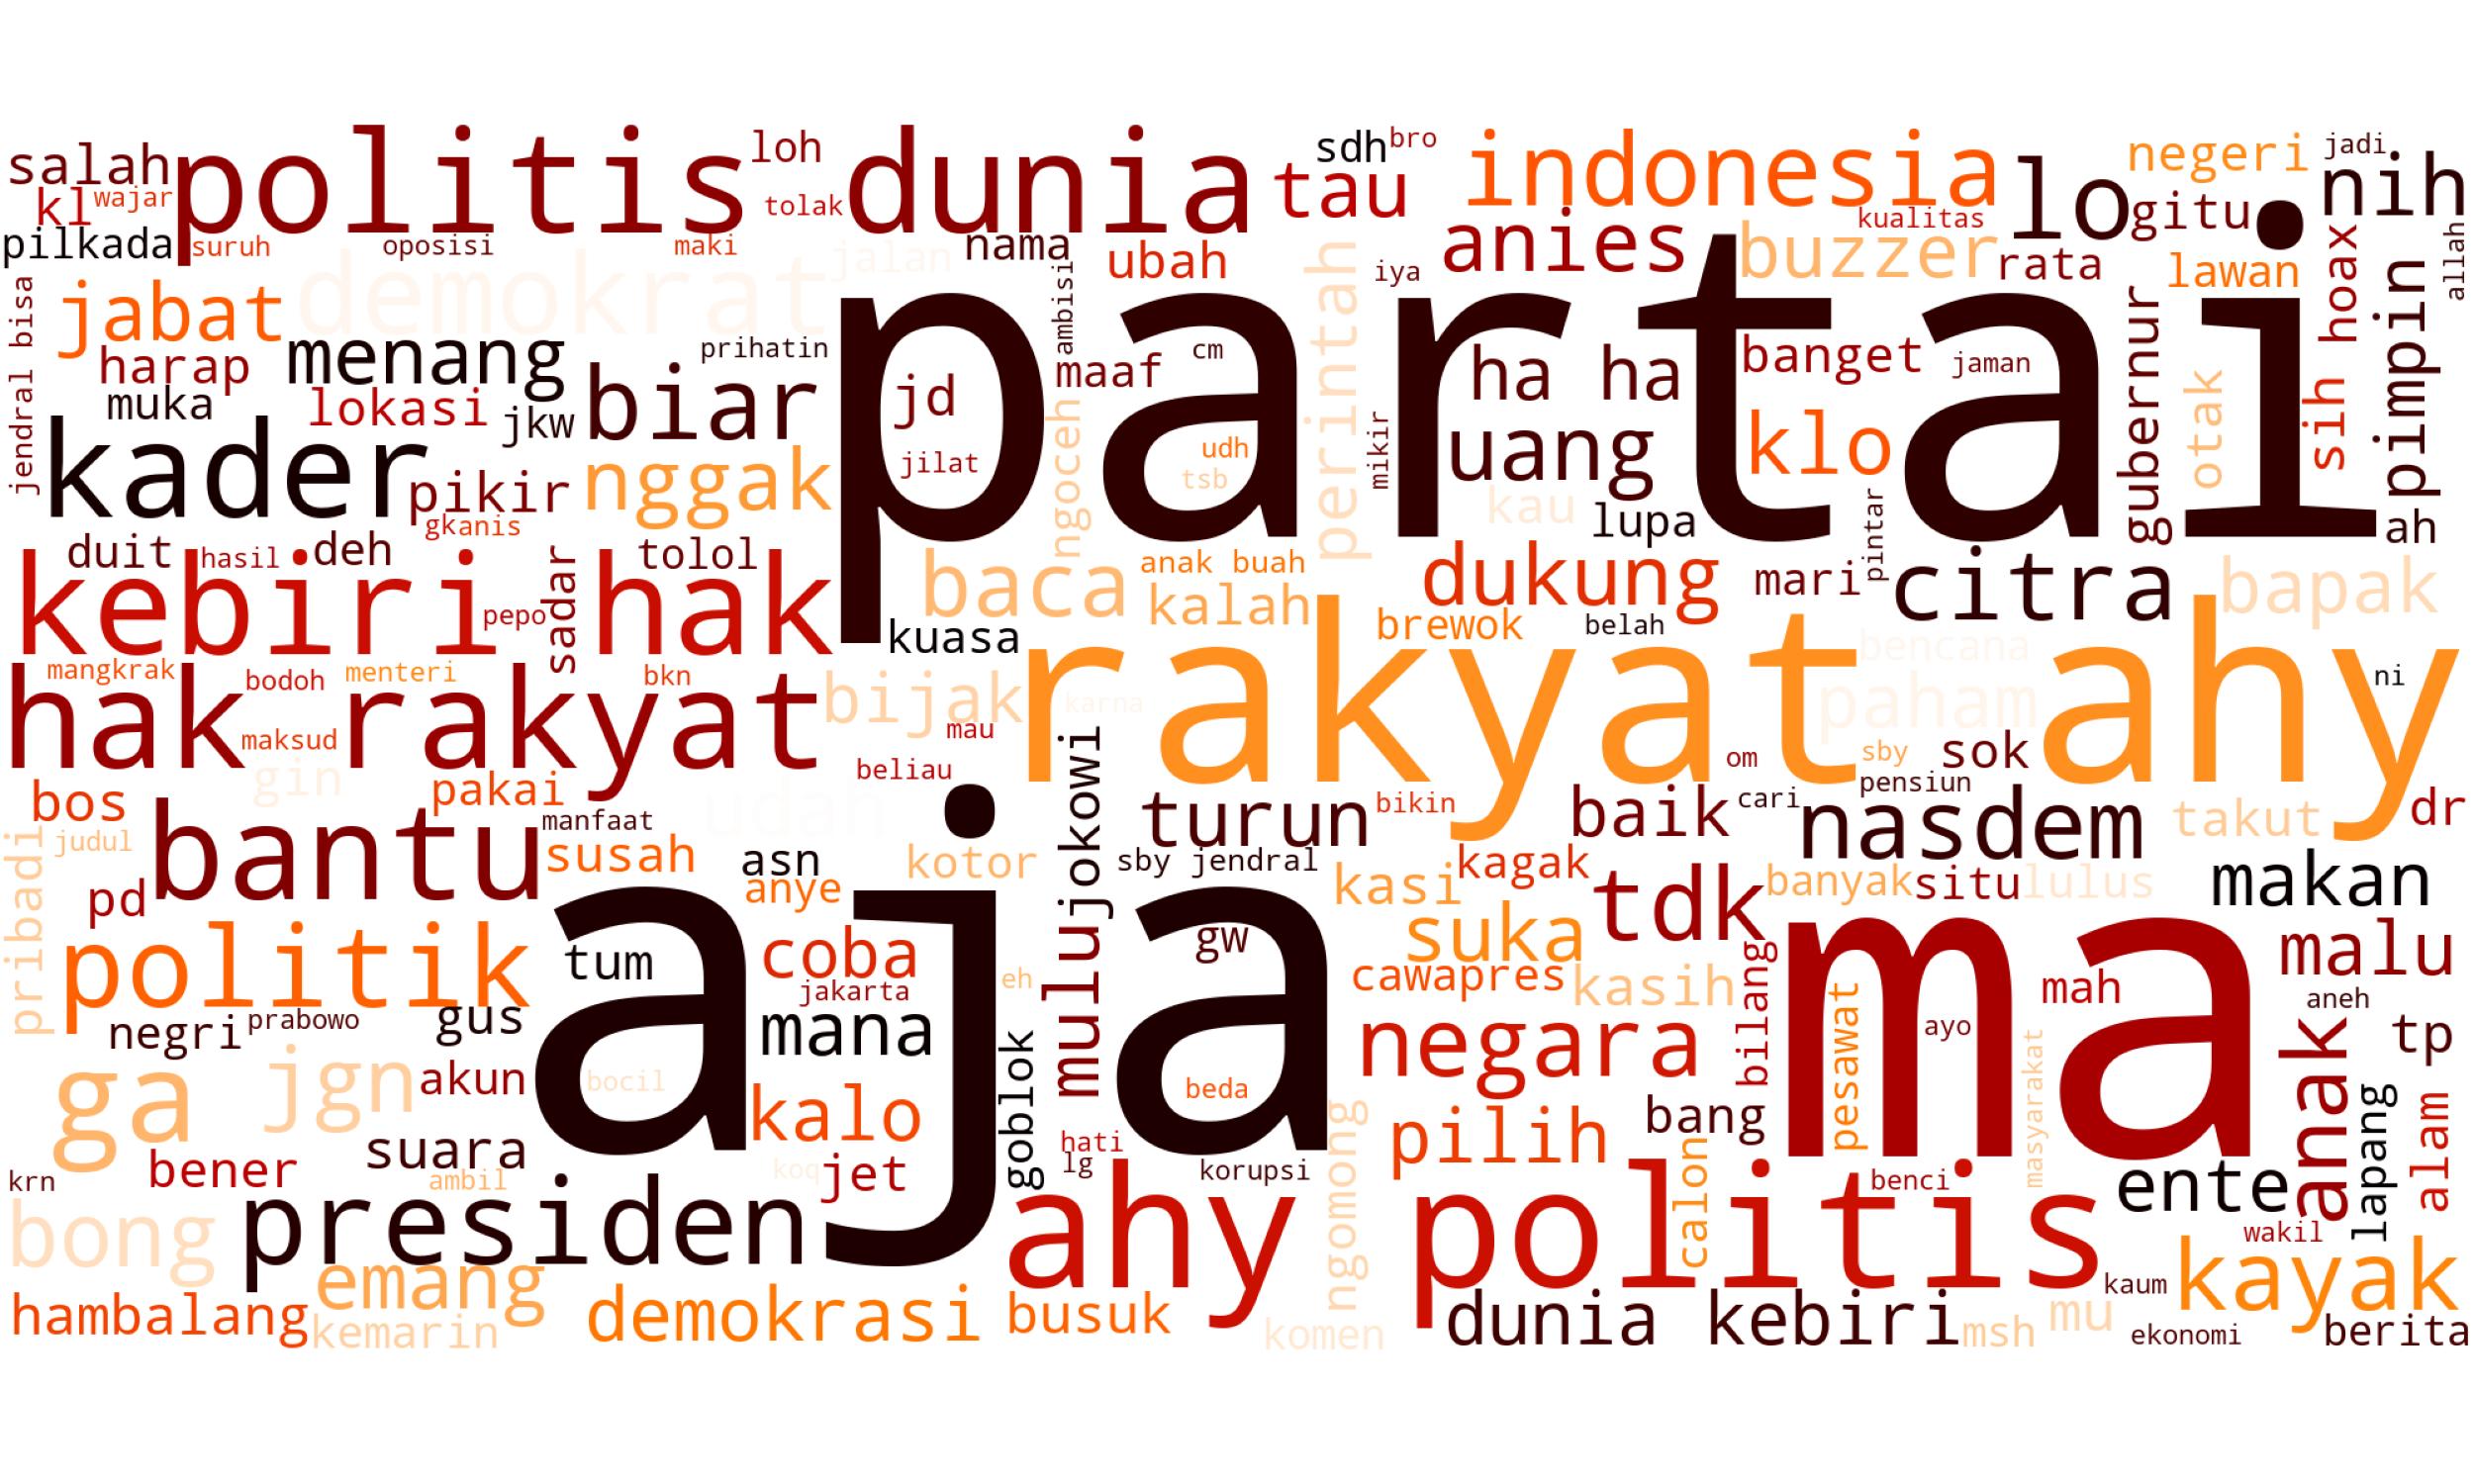 salah
politis
loh
dunia
sdh
bro
indonesia
negeri
jadi
kl
wajar
tolak
tau
lo
gitu
nih
pilkada
suruh
oposisi
maki
jalan
nama
ubah
anies
kualitas
buzzer
rata
lawan
hoax
allah
jendral bisa
jabat
demokrat
partai
ambisi
perintah
iya
gubernur
pimpin
harap
menang
prihatin
biar
jd
maaf
cm
ha ha
banget
jaman
otak
sih
muka
lokasi
jkw
jilat
udh
tsb
mikir
uang
klo
kader
pikir
nggak
ngoceh
kau
lupa
pintar
ah
gkanis
duit
hasil
deh
sadar
tolol
baca
anak buah
dukung
mari
citra
bapak
kebiri
pepo
hak
kuasa
kalah
brewok
belah
bencana
mangkrak
bodoh
menteri
bkn
bijak
karna
rakyat
paham
ahy
ni
hak rakyat
maksud
mau
mulujokowi
om
sby
sok
gin
udah
bos
pakai
beliau
turun
bikin
baik
cari
pensiun
nasdem
takut
dr
pribadi
judul
bantu
manfaat
susah
asn
kotor
sby jendral
kasi
kagak
tdk
banyak
situ
lulus
makan
pd
anye
aja
suka
ma
malu
politik
tum
coba
gw
cawapres
kasih
bilang
pesawat
mah
aneh
jakarta
eh
negri
prabowo
gus
mana
goblok
negara
ayo
masyarakat
anak
tp
ga
jgn
akun
bocil
kalo
beda
ngomong
pilih
bang
lapang
alam
suara
bener
hati
krn
ambil
koq
jet
lg
korupsi
calon
benci
ente
bong
presiden
ahy
politis
wakil
emang
kaum
kayak
hambalang
kemarin
demokrasi
busuk
komen
dunia kebiri
msh
mu
ekonomi
berita